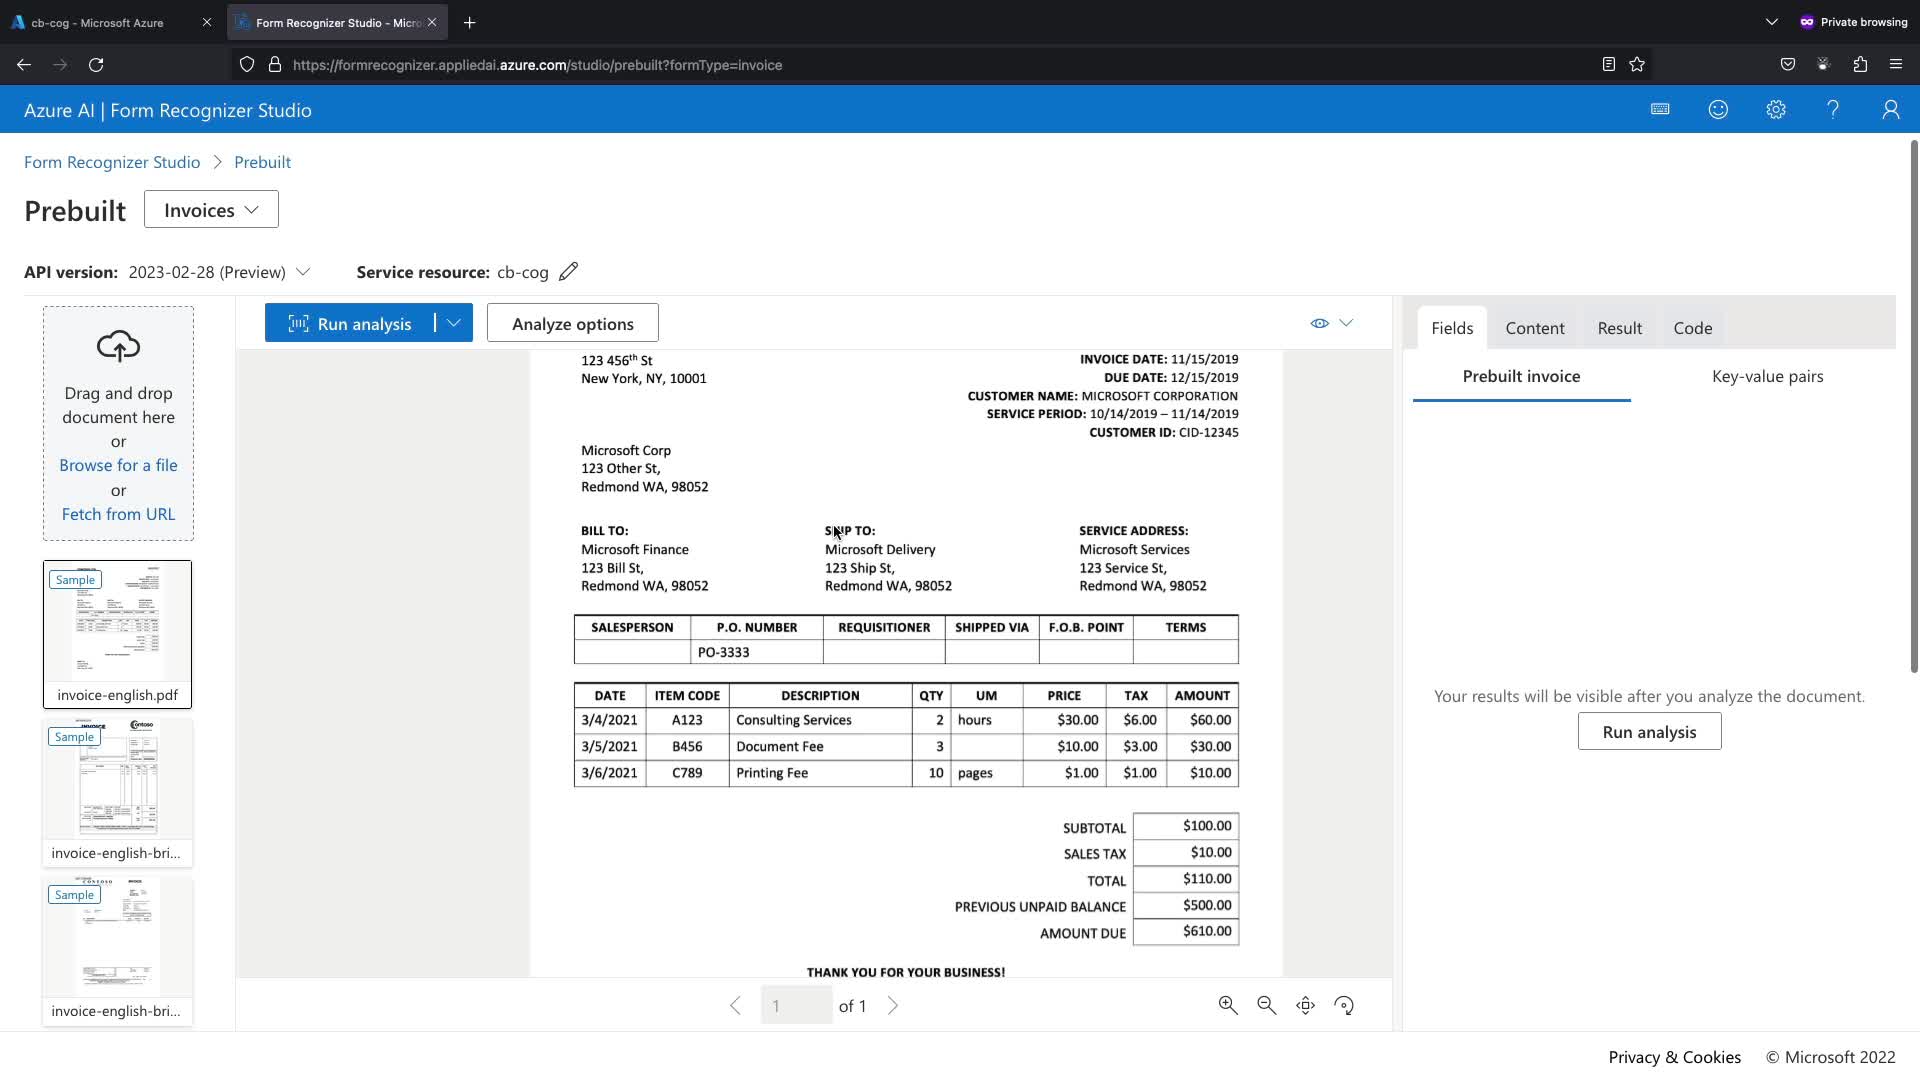 cb-cog - Microsoft Azure
Form Recognizer Studio - Micro
Private browsing
https://formrecognizer.appliedai.azure.com/studio/prebuilt?formType=invoice
Azure AI | Form Recognizer Studio
Form Recognizer Studio > Prebuilt
Prebuilt
Invoices
API version: 2023-02-28 (Preview)
Service resource: cb-cog
Drag and drop
document here
or
Browse for a file
or
Fetch from URL
Sample
invoice-english.pdf
Sample
invoice-english-bri...
Sample
invoice-english-bri...
Run analysis
Analyze options
123 456th St
New York, NY, 10001
INVOICE DATE: 11/15/2019
DUE DATE: 12/15/2019
CUSTOMER NAME: MICROSOFT CORPORATION
SERVICE PERIOD: 10/14/2019 – 11/14/2019
CUSTOMER ID: CID-12345
Microsoft Corp
123 Other St,
Redmond WA, 98052
BILL TO:
Microsoft Finance
123 Bill St,
Redmond WA, 98052
SHIP TO:
Microsoft Delivery
123 Ship St,
Redmond WA, 98052
SERVICE ADDRESS:
Microsoft Services
123 Service St,
Redmond WA, 98052
SALESPERSON P.O. NUMBER REQUISITIONER SHIPPED VIA F.O.B. POINT TERMS
PO-3333
DATE ITEM CODE DESCRIPTION QTY UM PRICE TAX AMOUNT
3/4/2021 A123 Consulting Services 2 hours $30.00 $6.00 $60.00
3/5/2021 B456 Document Fee 3 $10.00 $3.00 $30.00
3/6/2021 C789 Printing Fee 10 pages $1.00 $1.00 $10.00
SUBTOTAL $100.00
SALES TAX $10.00
TOTAL $110.00
PREVIOUS UNPAID BALANCE $500.00
AMOUNT DUE $610.00
THANK YOU FOR YOUR BUSINESS!
1 of 1
Fields
Content
Result
Code
Prebuilt invoice
Key-value pairs
Your results will be visible after you analyze the document.
Run analysis
Privacy & Cookies
© Microsoft 2022